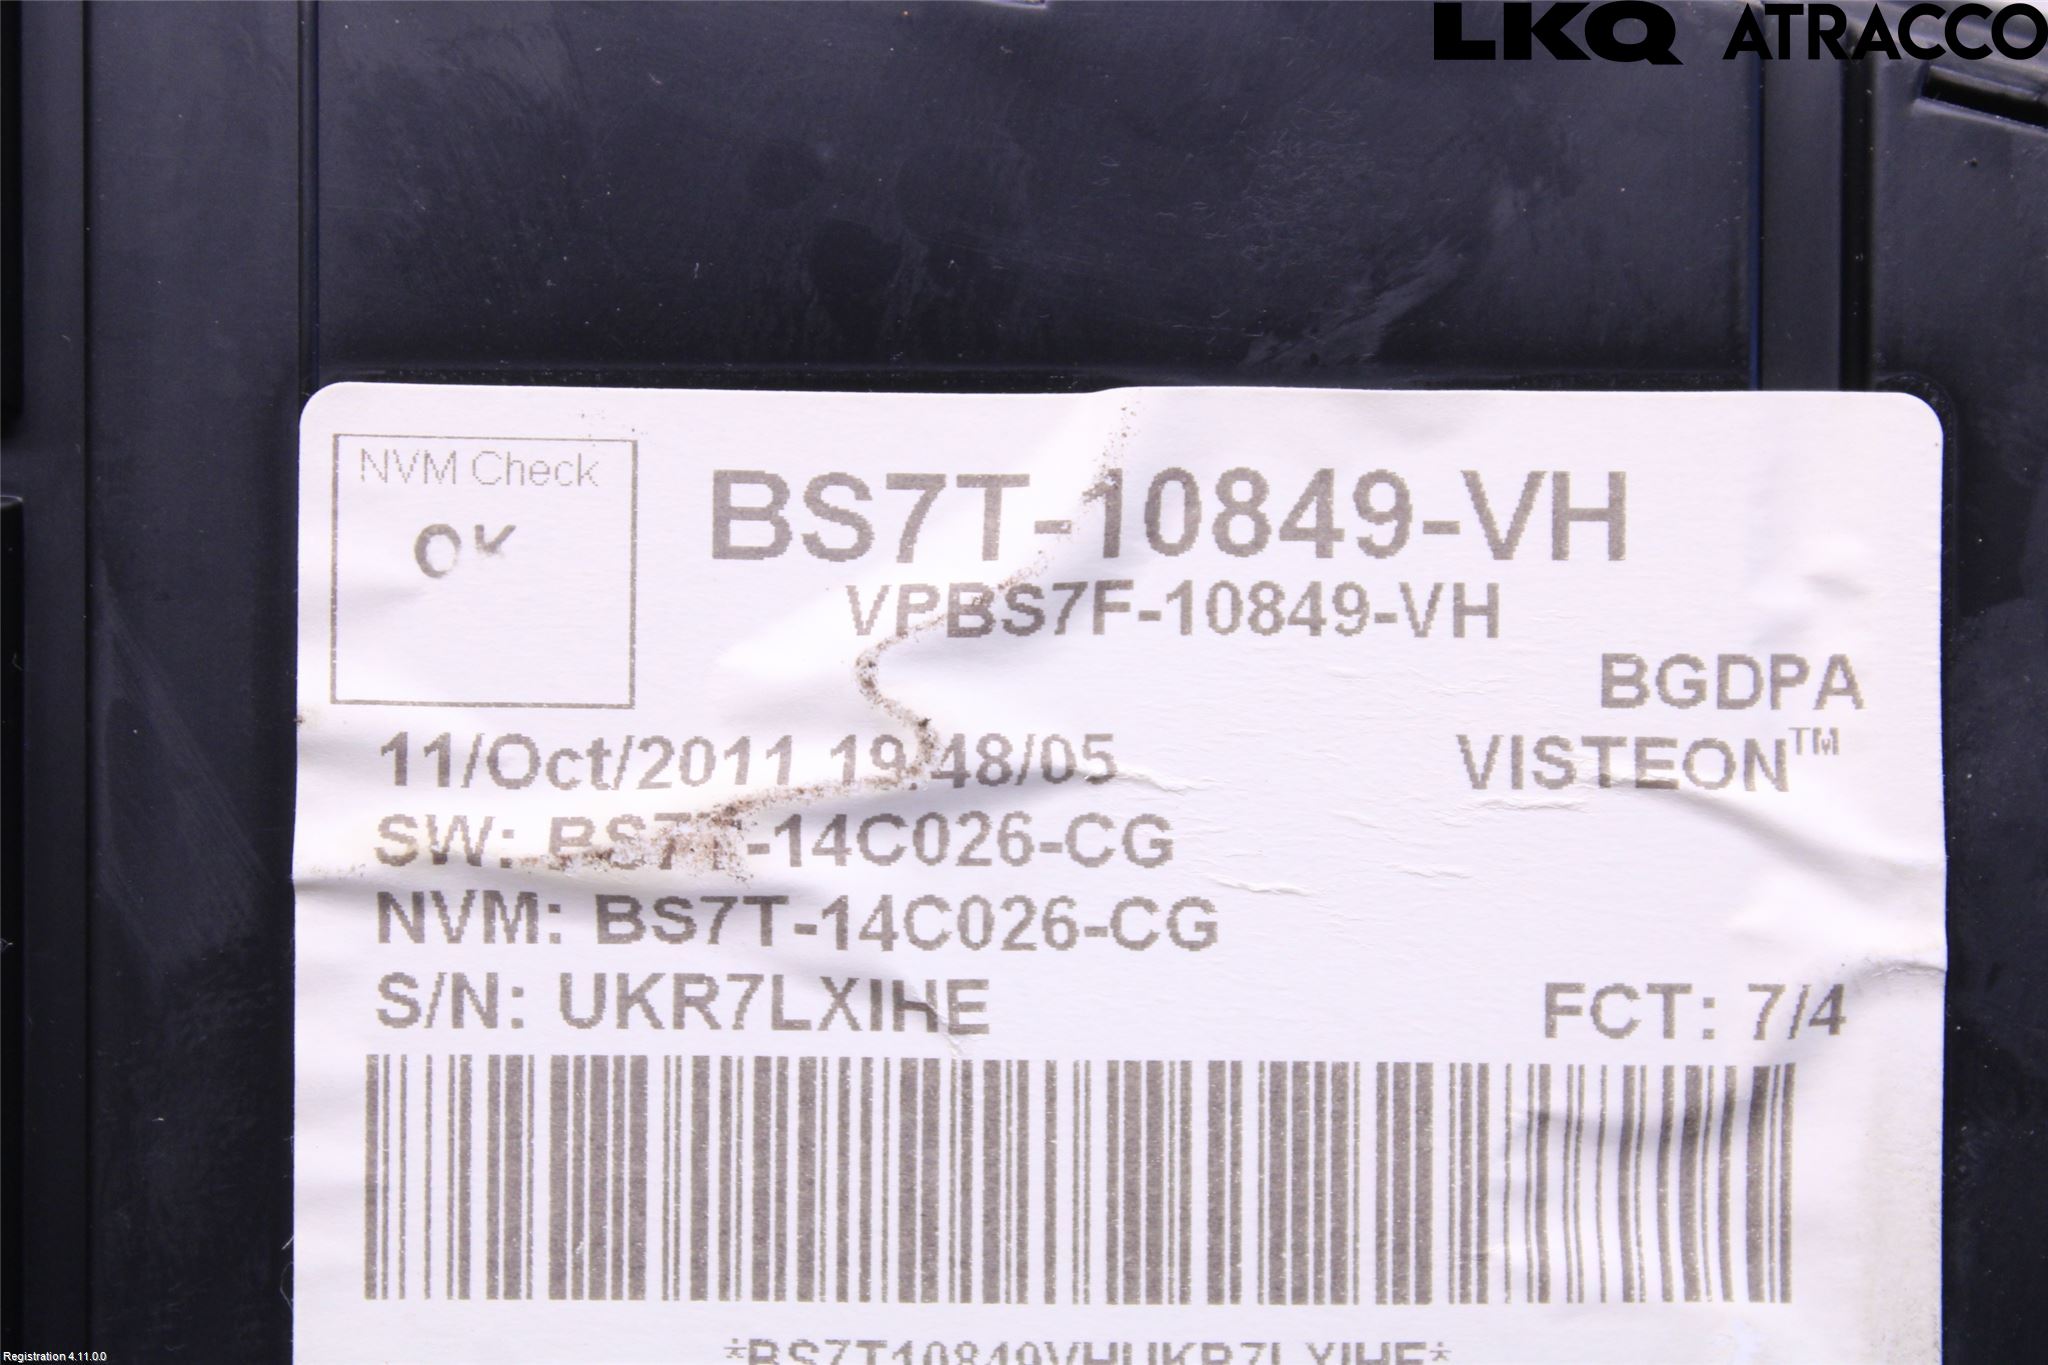 LKQ ATRACCO
NVM Check
OK
BS7T-10849-VH
VPBS7F-10849-VH
BGDPA
11/Oct/2011 19:48/05
VISTEON™
SW: BS7T-14C026-CG
NVM: BS7T-14C026-CG
S/N: UKR7LXIHE
FCT: 7/4
*BS7T10849VHUKR7LXIHE*
Registration 4.11.0.0